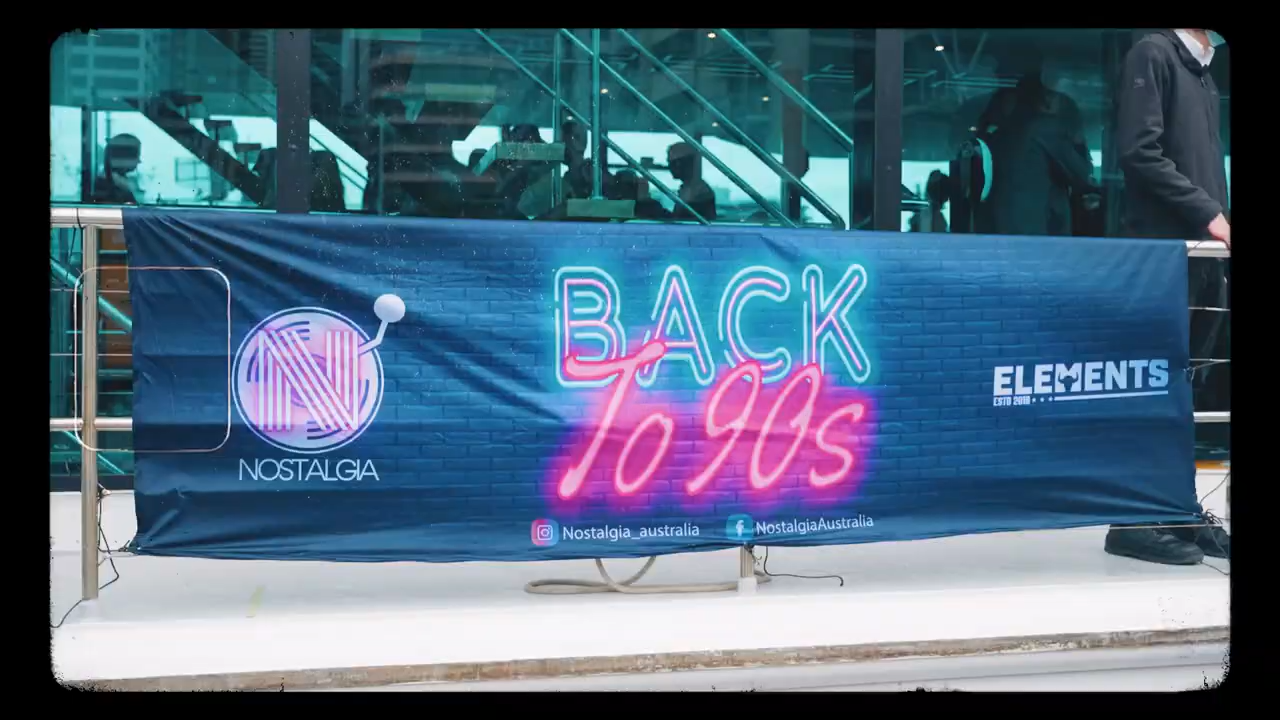 BACK
To 90s
N
NOSTALGIA
ELEMENTS
ESTD 2018
Nostalgia_australia
NostalgiaAustralia